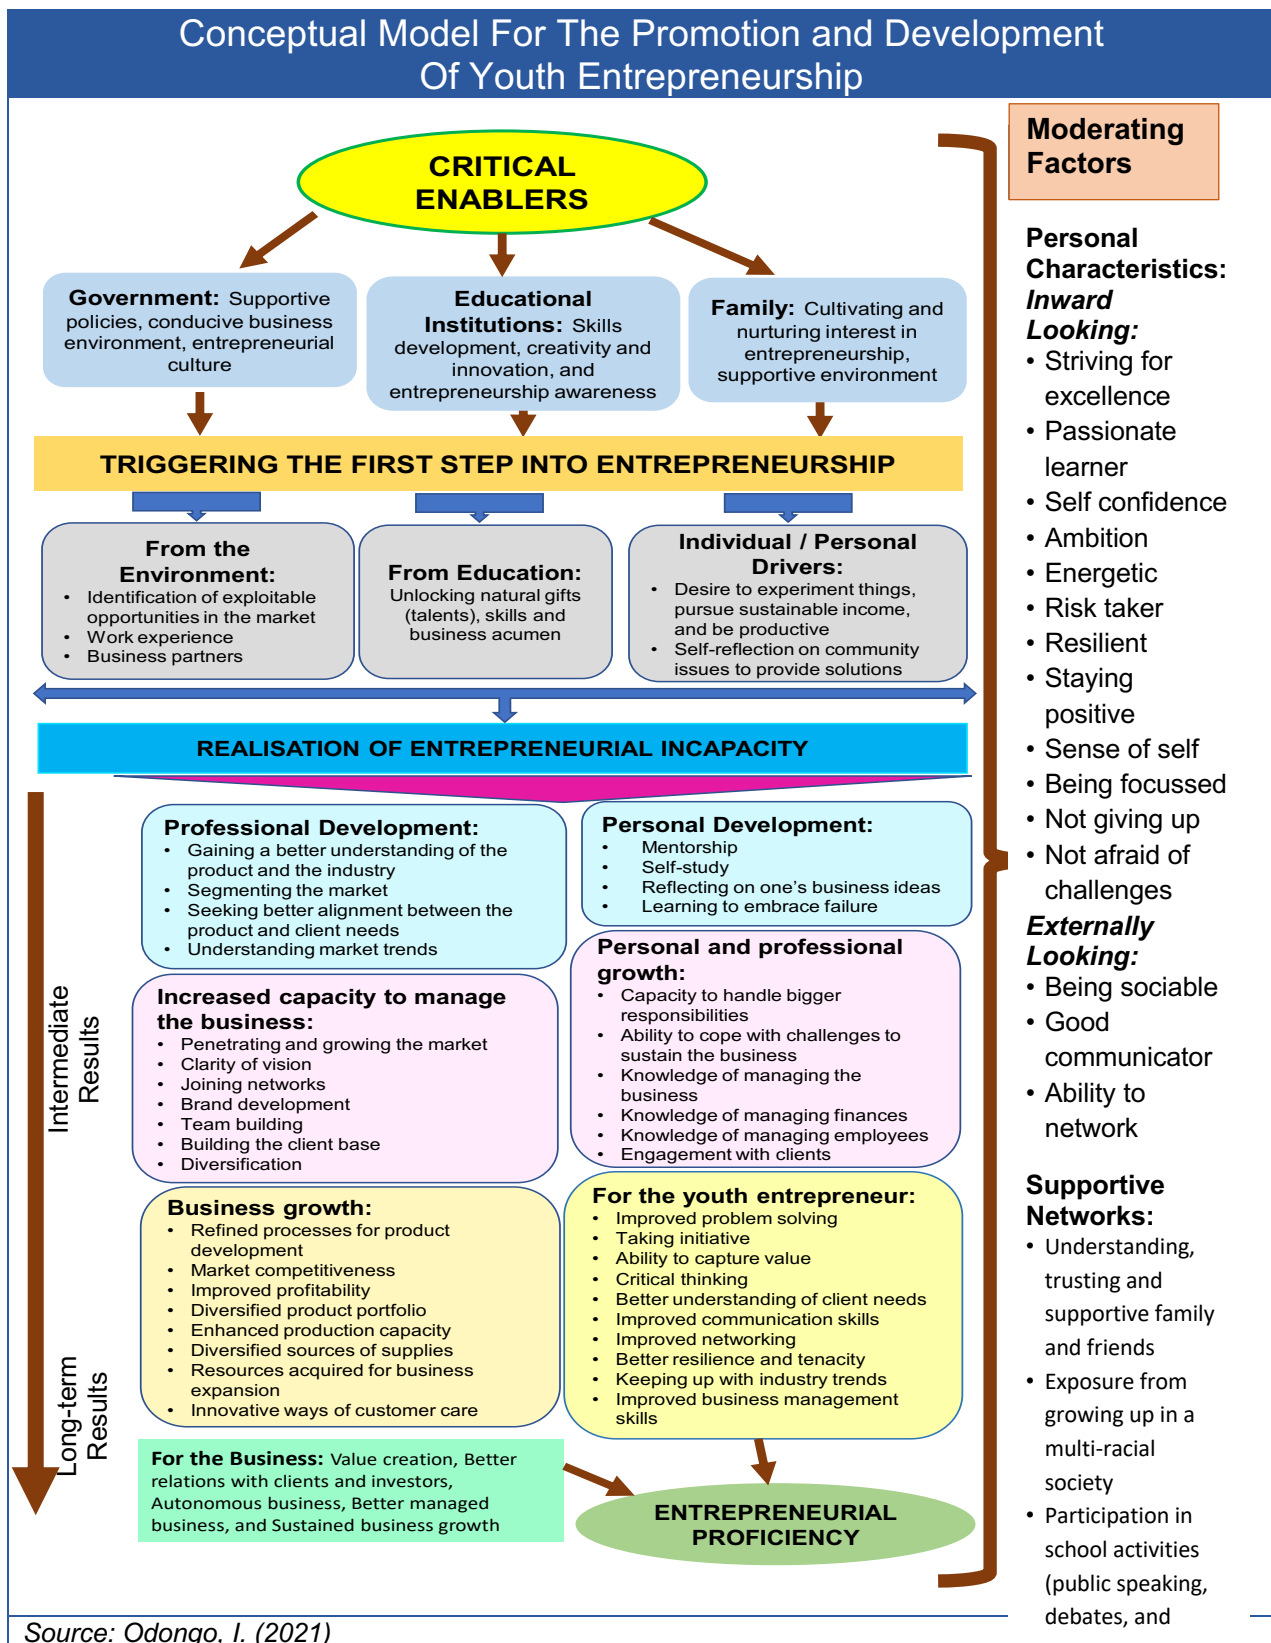 Conceptual Model For The Promotion and Development
Of Youth Entrepreneurship
CRITICAL
ENABLERS
Government: Supportive
policies, conducive business
environment, entrepreneurial
culture
Educational
Institutions: Skills
development, creativity and
innovation, and
entrepreneurship awareness
Family: Cultivating and
nurturing interest in
entrepreneurship,
supportive environment
TRIGGERING THE FIRST STEP INTO ENTREPRENEURSHIP
From the
Environment:
• Identification of exploitable
opportunities in the market
• Work experience
• Business partners
From Education:
Unlocking natural gifts
(talents), skills and
business acumen
Individual / Personal
Drivers:
• Desire to experiment things,
pursue sustainable income,
and be productive
• Self-reflection on community
issues to provide solutions
REALISATION OF ENTREPRENEURIAL INCAPACITY
Intermediate
Results
Long-term
Results
Professional Development:
• Gaining a better understanding of the
product and the industry
• Segmenting the market
• Seeking better alignment between the
product and client needs
• Understanding market trends
Personal Development:
• Mentorship
• Self-study
• Reflecting on one’s business ideas
• Learning to embrace failure
Increased capacity to manage
the business:
• Penetrating and growing the market
• Clarity of vision
• Joining networks
• Brand development
• Team building
• Building the client base
• Diversification
Personal and professional
growth:
• Capacity to handle bigger
responsibilities
• Ability to cope with challenges to
sustain the business
• Knowledge of managing the
business
• Knowledge of managing finances
• Knowledge of managing employees
• Engagement with clients
Business growth:
• Refined processes for product
development
• Market competitiveness
• Improved profitability
• Diversified product portfolio
• Enhanced production capacity
• Diversified sources of supplies
• Resources acquired for business
expansion
• Innovative ways of customer care
For the youth entrepreneur:
• Improved problem solving
• Taking initiative
• Ability to capture value
• Critical thinking
• Better understanding of client needs
• Improved communication skills
• Improved networking
• Better resilience and tenacity
• Keeping up with industry trends
• Improved business management
skills
For the Business: Value creation, Better
relations with clients and investors,
Autonomous business, Better managed
business, and Sustained business growth
ENTREPRENEURIAL
PROFICIENCY
Moderating
Factors
Personal
Characteristics:
Inward
Looking:
• Striving for
excellence
• Passionate
learner
• Self confidence
• Ambition
• Energetic
• Risk taker
• Resilient
• Staying
positive
• Sense of self
• Being focussed
• Not giving up
• Not afraid of
challenges
Externally
Looking:
• Being sociable
• Good
communicator
• Ability to
network
Supportive
Networks:
• Understanding,
trusting and
supportive family
and friends
• Exposure from
growing up in a
multi-racial
society
• Participation in
school activities
(public speaking,
debates, and
Source: Odongo, I. (2021)